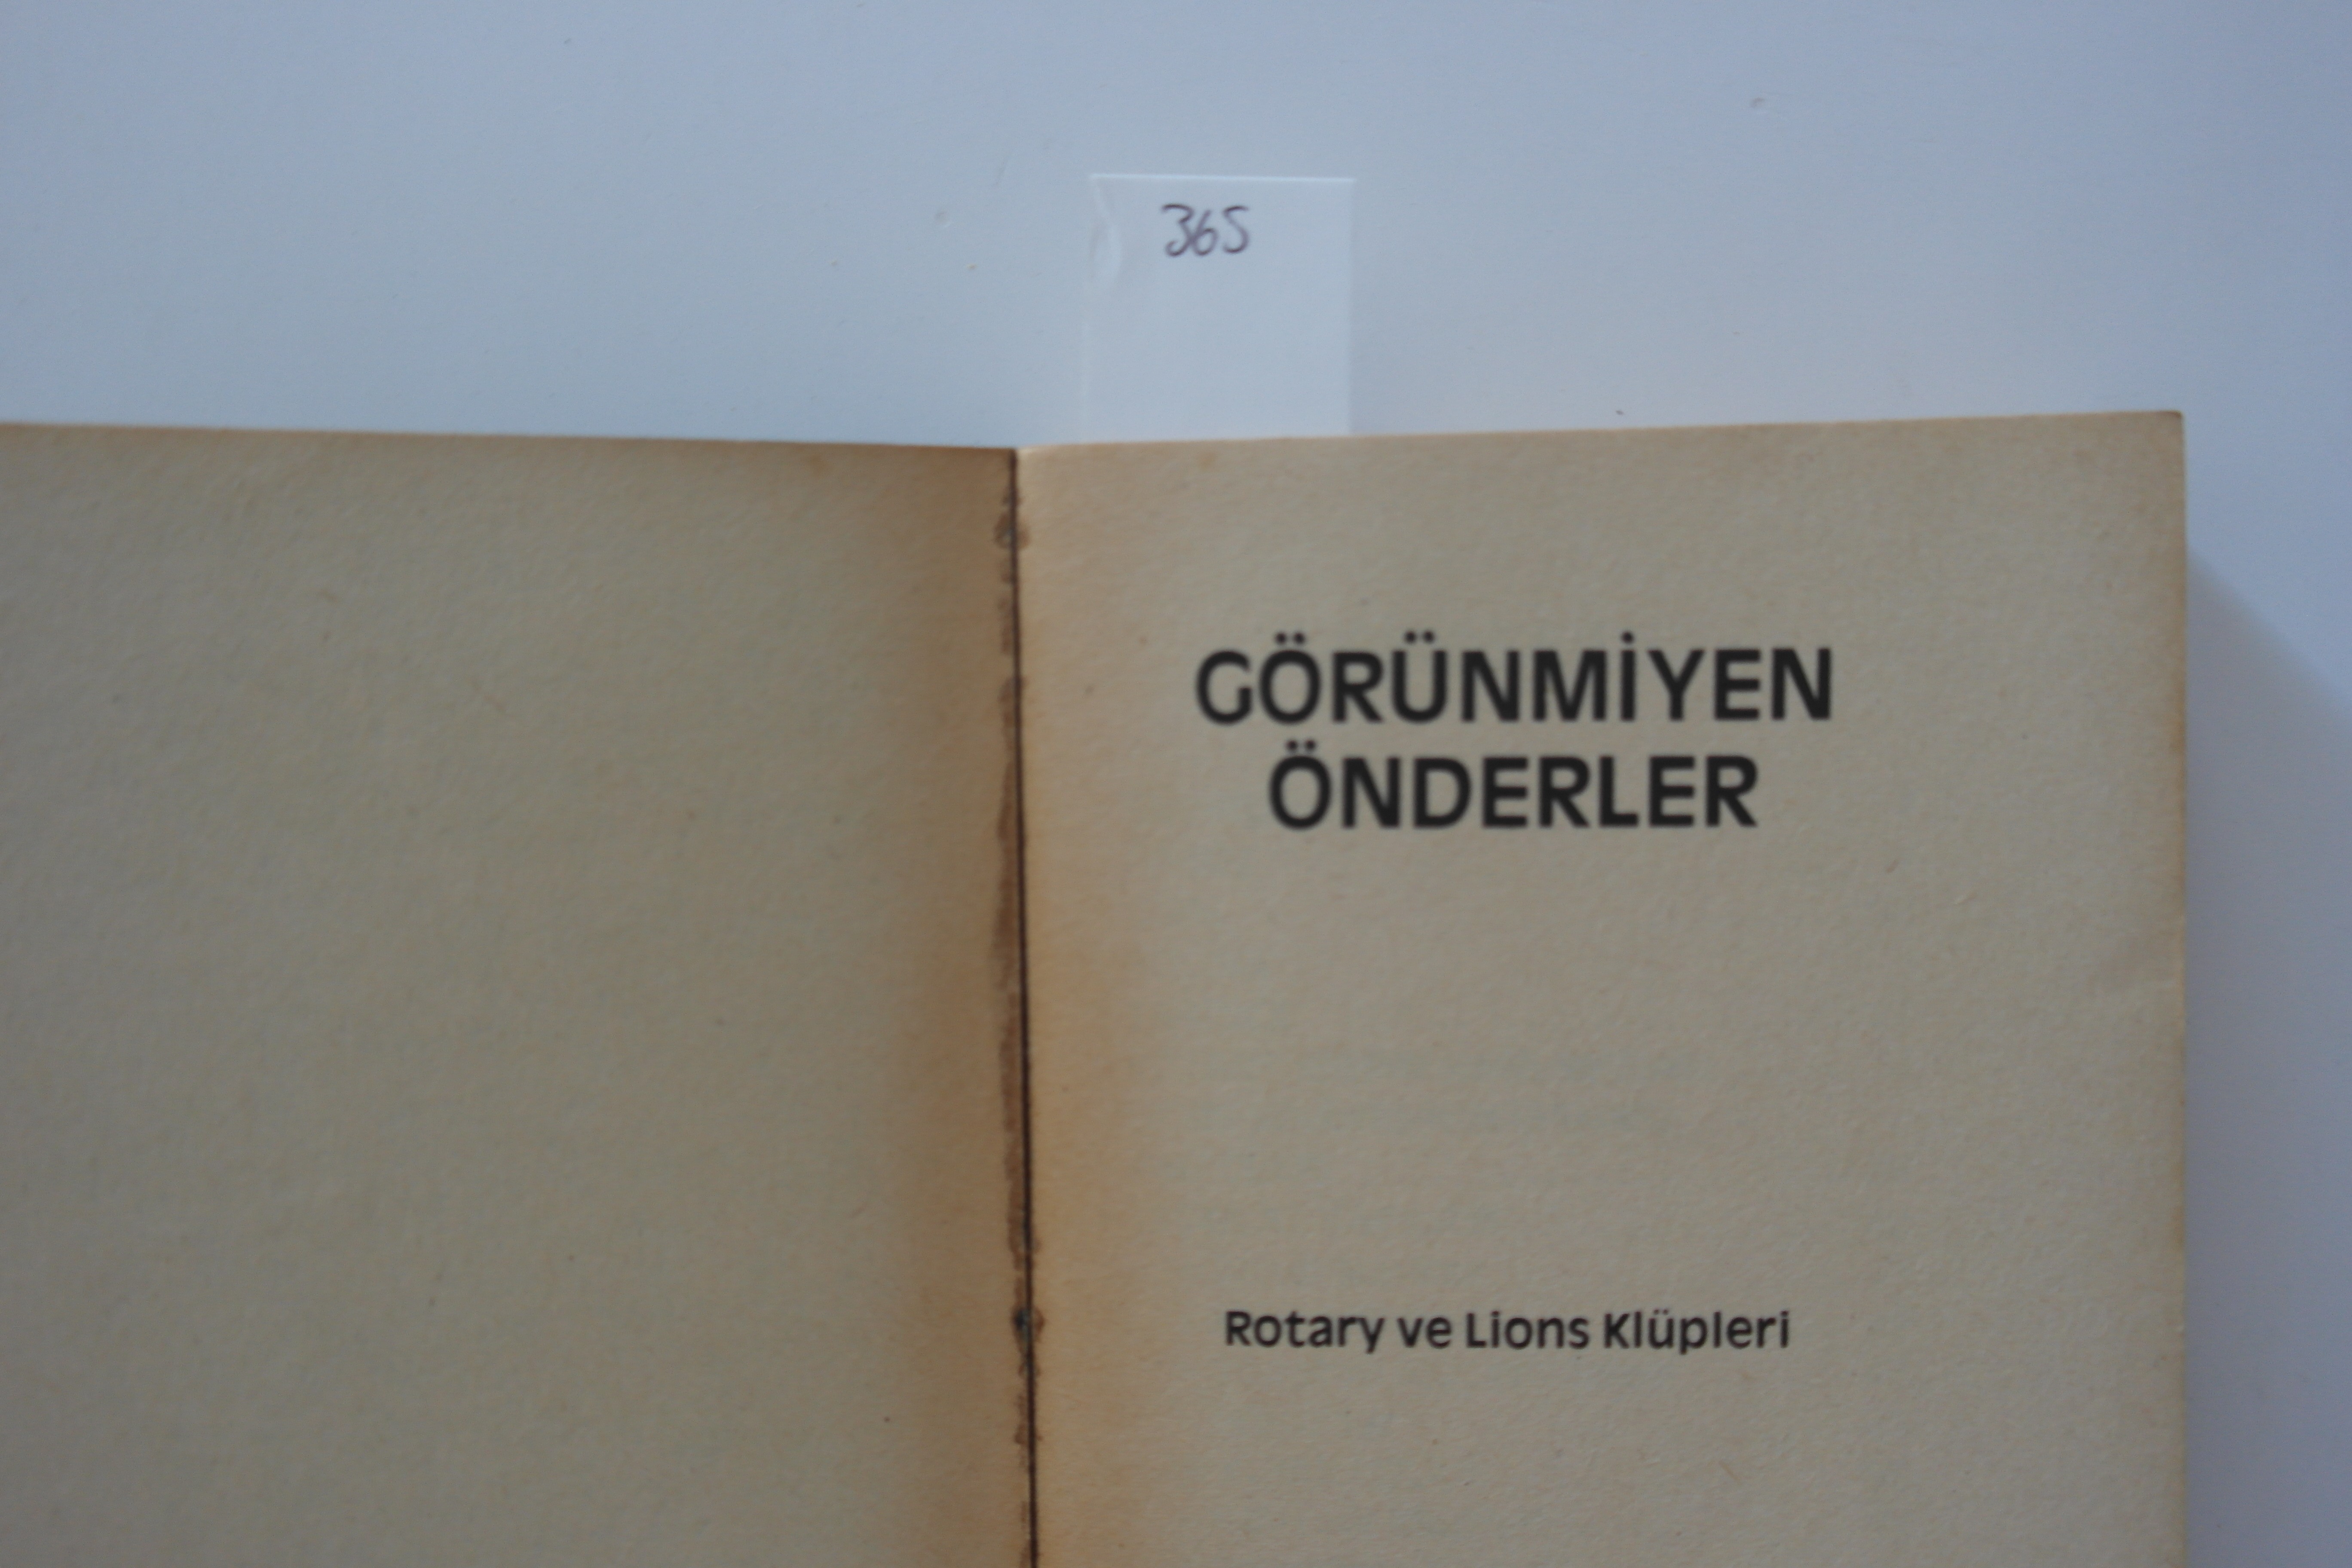 365
GÖRÜNMİYEN
ÖNDERLER
Rotary ve Lions Klüpleri